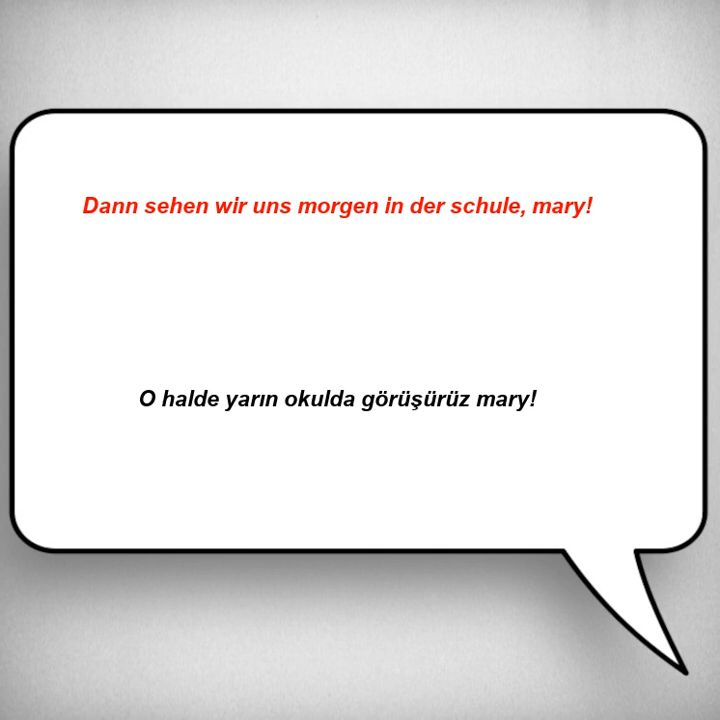 Dann sehen wir uns morgen in der schule, mary!
O halde yarın okulda görüşürüz mary!